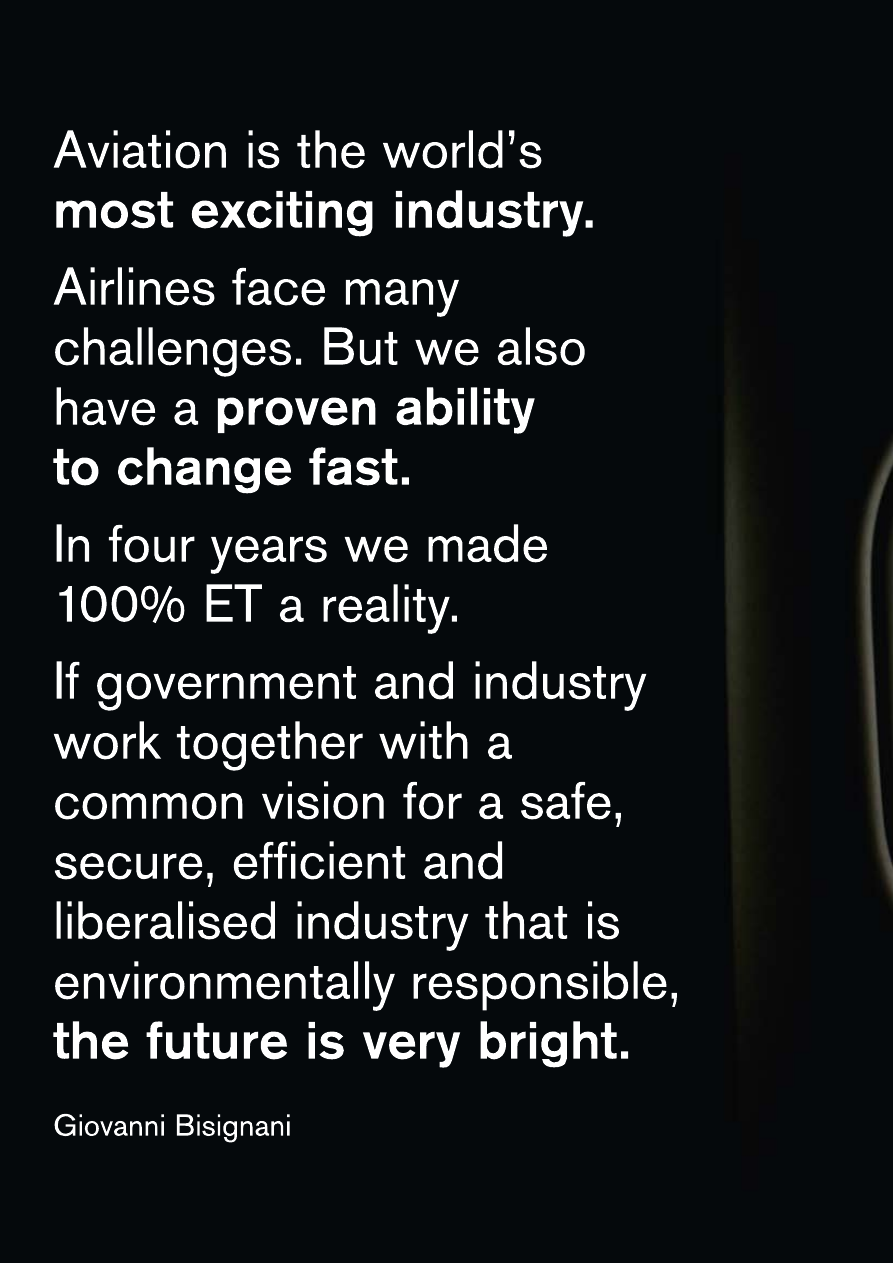 Aviation is the world’s
most exciting industry.
Airlines face many
challenges. But we also
have a proven ability
to change fast.
In four years we made
100% ET a reality.
If government and industry
work together with a
common vision for a safe,
secure, efficient and
liberalised industry that is
environmentally responsible,
the future is very bright.
Giovanni Bisignani